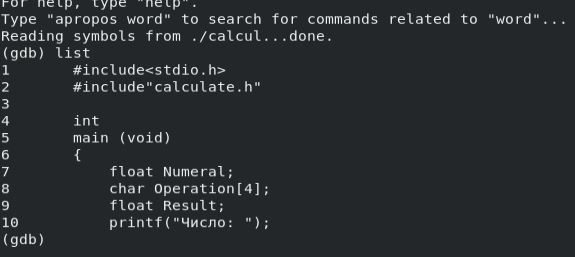 For help, type "help".
Type "apropos word" to search for commands related to "word"...
Reading symbols from ./calcul...done.
(gdb) list
1       #include<stdio.h>
2       #include"calculate.h"
3
4       int
5       main (void)
6       {
7           float Numeral;
8           char Operation[4];
9           float Result;
10          printf("Число: ");
(gdb)